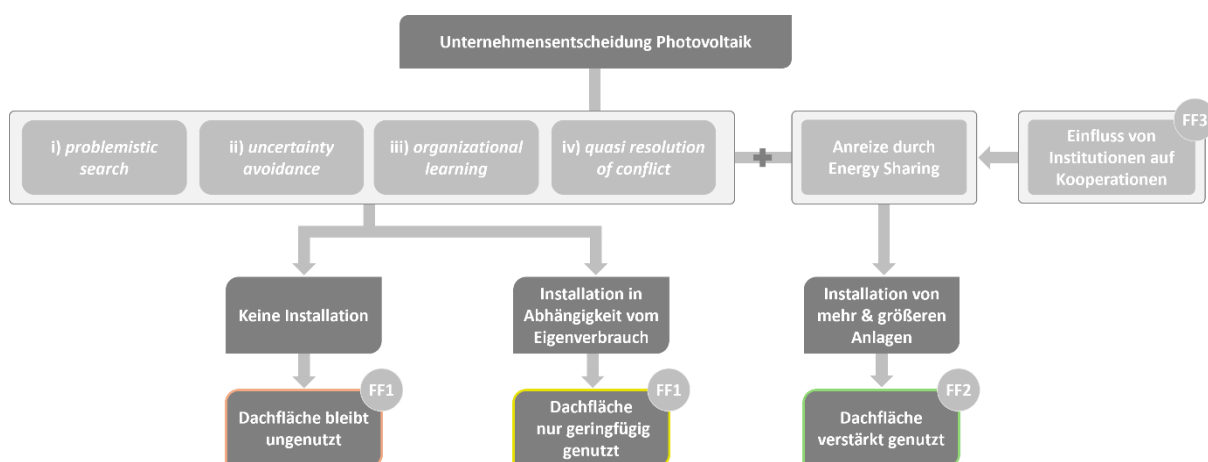 Unternehmensentscheidung Photovoltaik
i) problemistic
search
ii) uncertainty
avoidance
iii) organizational
learning
iv) quasi resolution
of conflict
Anreize durch
Energy Sharing
FF3
Einfluss von
Institutionen auf
Kooperationen
Keine Installation
Installation in
Abhängigkeit vom
Eigenverbrauch
Installation von
mehr & größeren
Anlagen
FF1
Dachfläche bleibt
ungenutzt
FF1
Dachfläche
nur geringfügig
genutzt
FF2
Dachfläche
verstärkt genutzt